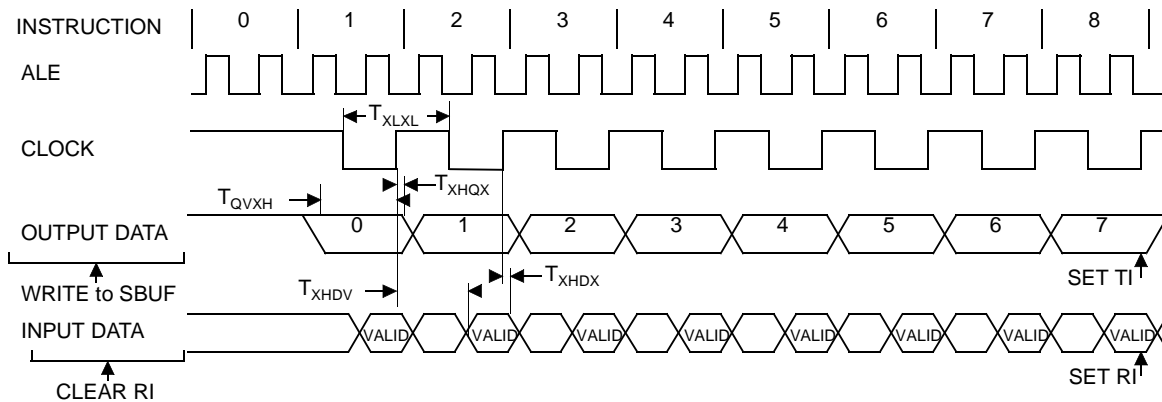 INSTRUCTION 0 1 2 3 4 5 6 7 8
ALE
T_XLXL
CLOCK
T_XHQX
T_QVXH
OUTPUT DATA 0 1 2 3 4 5 6 7
T_XHDX
SET TI
WRITE to SBUF
T_XHDV
INPUT DATA VALID VALID VALID VALID VALID VALID VALID VALID
SET RI
CLEAR RI